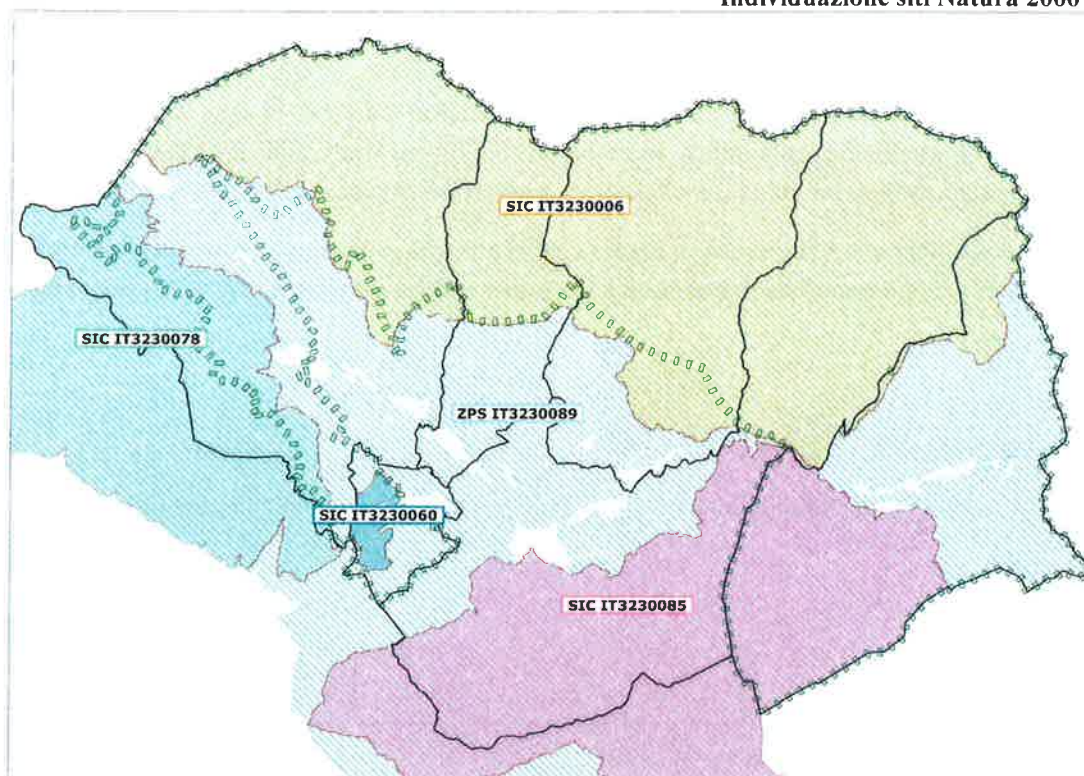 Individuazione siti Natura 2000
SIC IT3230006
SIC IT3230078
ZPS IT3230089
SIC IT3230060
SIC IT3230085